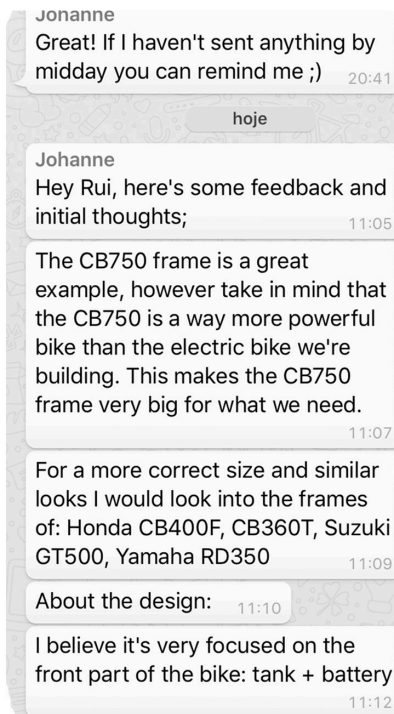 Johanne
Great! If I haven't sent anything by
midday you can remind me ;)
20:41
hoje
Johanne
Hey Rui, here's some feedback and
initial thoughts;
11:05
The CB750 frame is a great
example, however take in mind that
the CB750 is a way more powerful
bike than the electric bike we're
building. This makes the CB750
frame very big for what we need.
11:07
For a more correct size and similar
looks I would look into the frames
of: Honda CB400F, CB360T, Suzuki
GT500, Yamaha RD350
11:09
About the design:
11:10
I believe it's very focused on the
front part of the bike: tank + battery
11:12